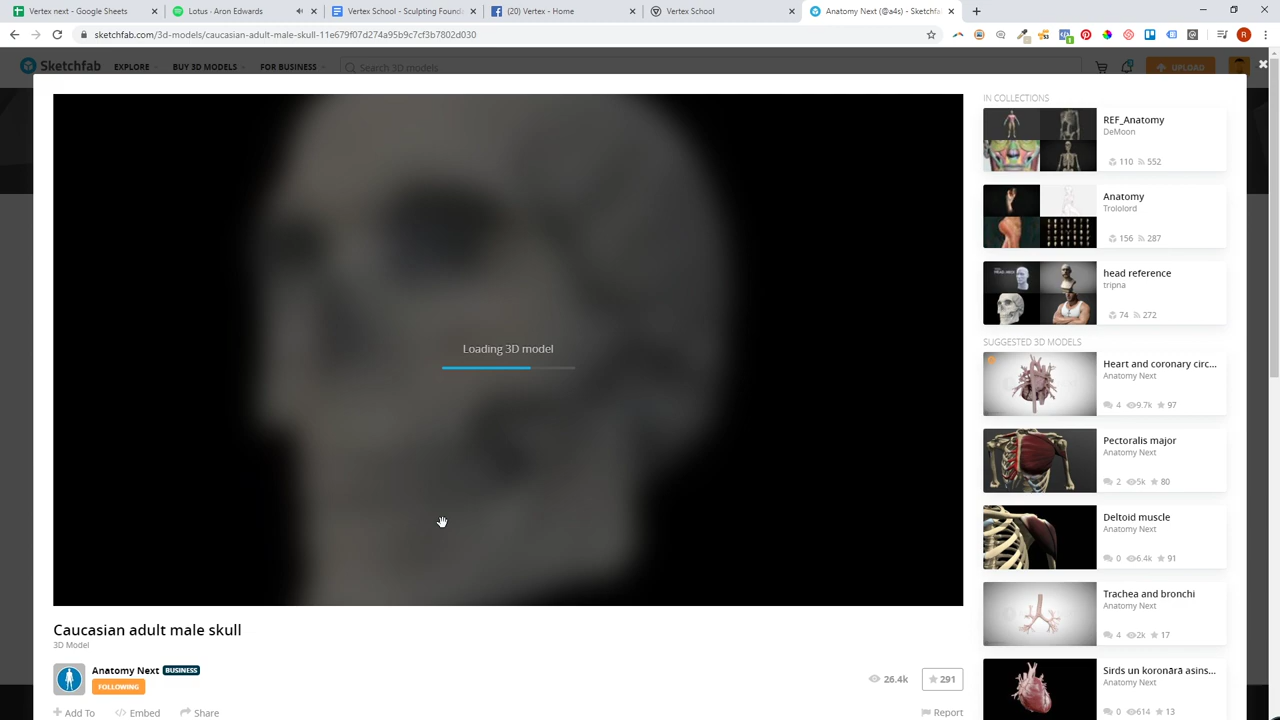 Vertex next - Google Sheets
Lotus · Aron Edwards
Vertex School - Sculpting Found
(20) Vertex - Home
Vertex School
Anatomy Next (@a4s) - Sketchfab
sketchfab.com/3d-models/caucasian-adult-male-skull-11e679f07d274a95b9c7cf3b7802d030
Sketchfab
EXPLORE
BUY 3D MODELS
FOR BUSINESS
Search 3D models
UPLOAD
Loading 3D model
Caucasian adult male skull
3D Model
Anatomy Next BUSINESS
FOLLOWING
26.4k
291
Add To
Embed
Share
Report
IN COLLECTIONS
REF_Anatomy
DeMoon
110 552
Anatomy
Trololord
156 287
head reference
tripna
74 272
SUGGESTED 3D MODELS
Heart and coronary circ...
Anatomy Next
4 9.7k 97
Pectoralis major
Anatomy Next
2 5k 80
Deltoid muscle
Anatomy Next
0 6.4k 91
Trachea and bronchi
Anatomy Next
4 2k 17
Sirds un koronārā asins...
Anatomy Next
0 614 13